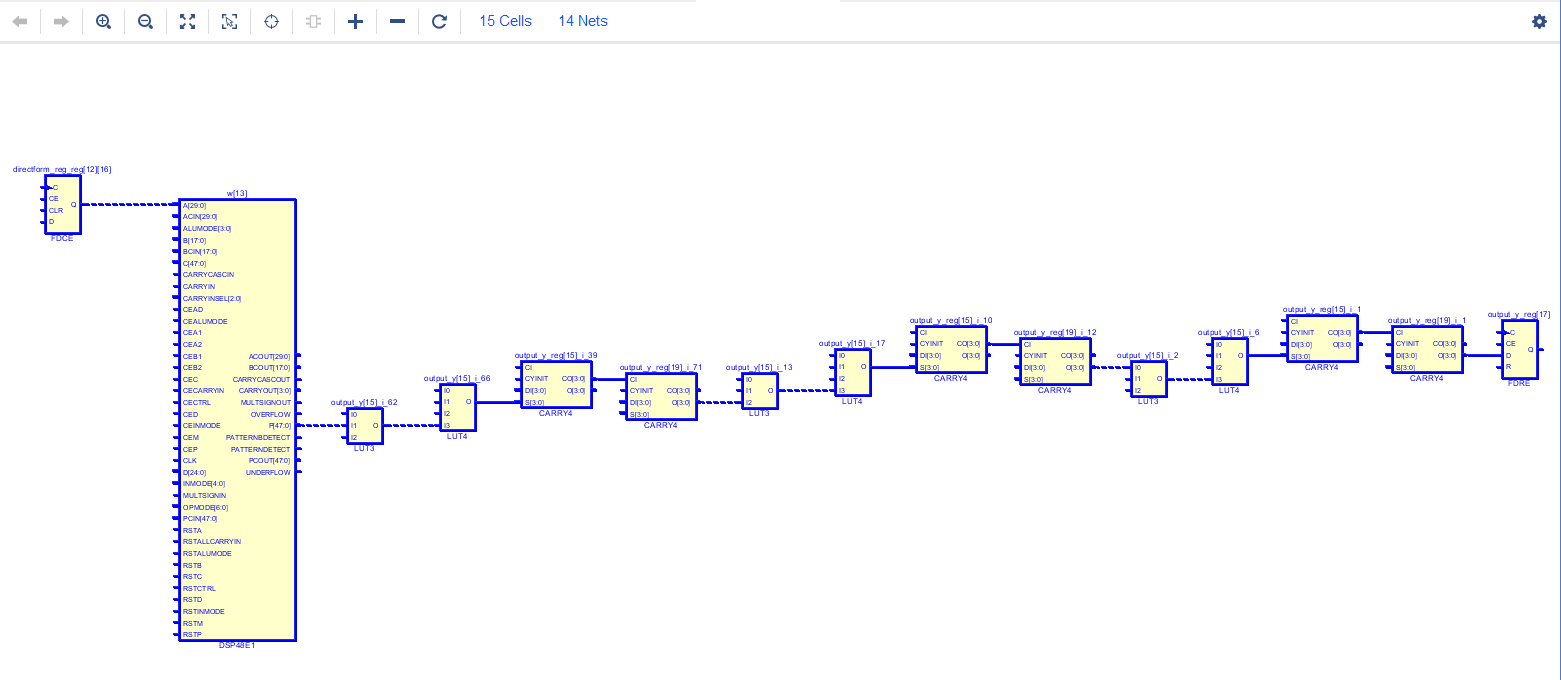 15 Cells 14 Nets
directform_reg_reg[12][16]
C
CE
CLR
D
Q
FDCE
w[13]
A[29:0]
ACIN[29:0]
ALUMODE[3:0]
B[17:0]
BCIN[17:0]
C[47:0]
CARRYCASCIN
CARRYIN
CARRYINSEL[2:0]
CEAD
CEALUMODE
CEA1
CEA2
CEB1
CEB2
CEC
CECARRYIN
CECTRL
CED
CEINMODE
CEM
CEP
CLK
D[24:0]
INMODE[4:0]
MULTSIGNIN
OPMODE[6:0]
PCIN[47:0]
RSTA
RSTALLCARRYIN
RSTALUMODE
RSTB
RSTC
RSTCTRL
RSTD
RSTINMODE
RSTM
RSTP
ACOUT[29:0]
BCOUT[17:0]
CARRYCASCOUT
CARRYOUT[3:0]
MULTSIGNOUT
OVERFLOW
P[47:0]
PATTERNBDETECT
PATTERNDETECT
PCOUT[47:0]
UNDERFLOW
DSP48E1
output_y[15]_i_62
I0
I1
I2
O
LUT3
output_y[15]_i_66
I0
I1
I2
I3
O
LUT4
output_y_reg[15]_i_39
CI
CYINIT
DI[3:0]
S[3:0]
CO[3:0]
O[3:0]
CARRY4
output_y_reg[19]_i_71
CI
CYINIT
DI[3:0]
S[3:0]
CO[3:0]
O[3:0]
CARRY4
output_y[15]_i_13
I0
I1
I2
O
LUT3
output_y[15]_i_17
I0
I1
I2
I3
O
LUT4
output_y_reg[15]_i_10
CI
CYINIT
DI[3:0]
S[3:0]
CO[3:0]
O[3:0]
CARRY4
output_y_reg[19]_i_12
CI
CYINIT
DI[3:0]
S[3:0]
CO[3:0]
O[3:0]
CARRY4
output_y[15]_i_2
I0
I1
I2
O
LUT3
output_y[15]_i_6
I0
I1
I2
I3
O
LUT4
output_y_reg[15]_i_1
CI
CYINIT
DI[3:0]
S[3:0]
CO[3:0]
O[3:0]
CARRY4
output_y_reg[19]_i_1
CI
CYINIT
DI[3:0]
S[3:0]
CO[3:0]
O[3:0]
CARRY4
output_y_reg[17]
C
CE
D
R
Q
FDRE